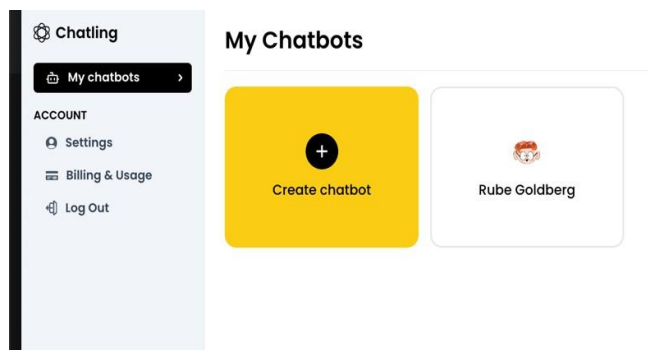 Chatling
My chatbots
ACCOUNT
Settings
Billing & Usage
Log Out
My Chatbots
Create chatbot
Rube Goldberg